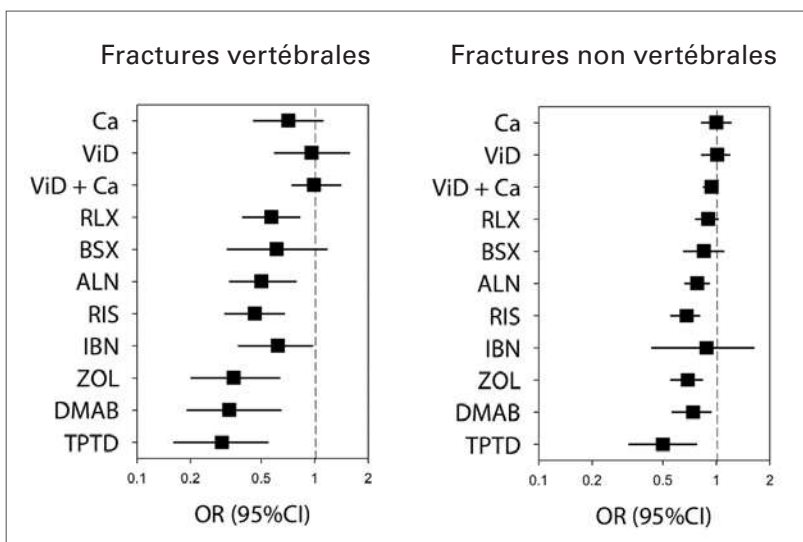 Fractures vertébrales
Ca
ViD
ViD + Ca
RLX
BSX
ALN
RIS
IBN
ZOL
DMAB
TPTD
0.1 0.2 0.5 1 2
OR (95%CI)
Fractures non vertébrales
Ca
ViD
ViD + Ca
RLX
BSX
ALN
RIS
IBN
ZOL
DMAB
TPTD
0.1 0.2 0.5 1 2
OR (95%CI)